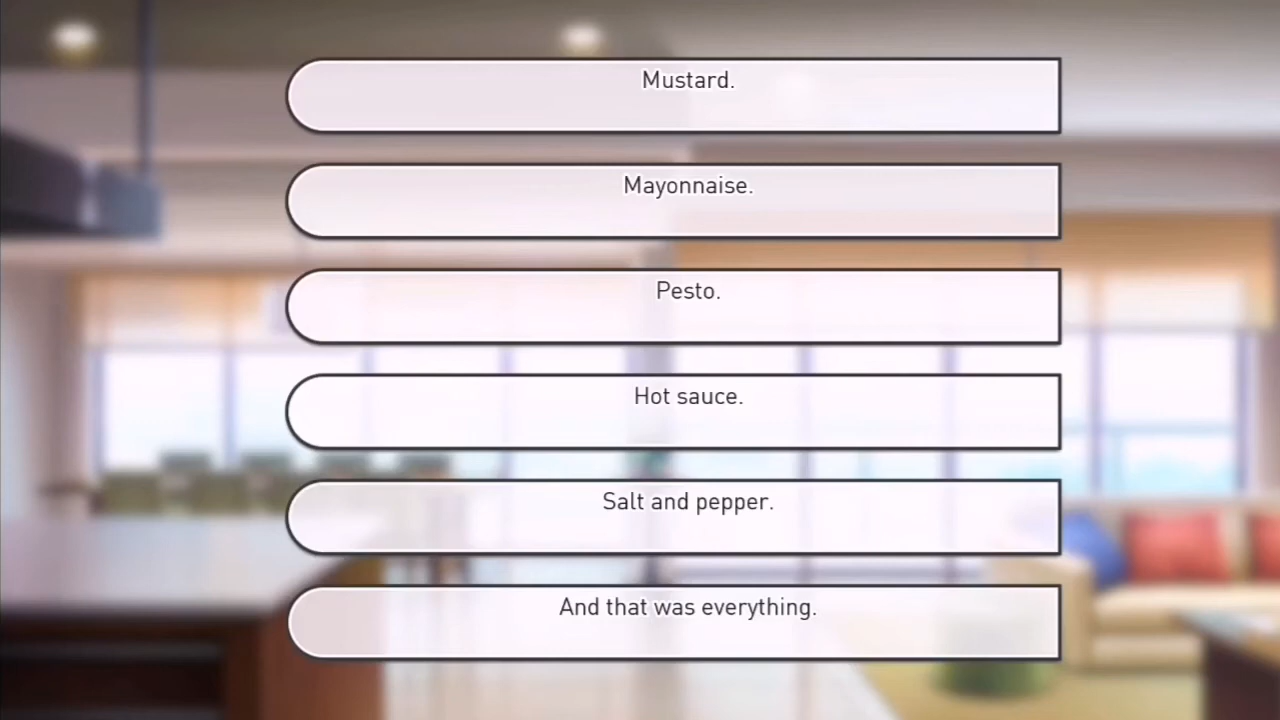 Mustard.
Mayonnaise.
Pesto.
Hot sauce.
Salt and pepper.
And that was everything.